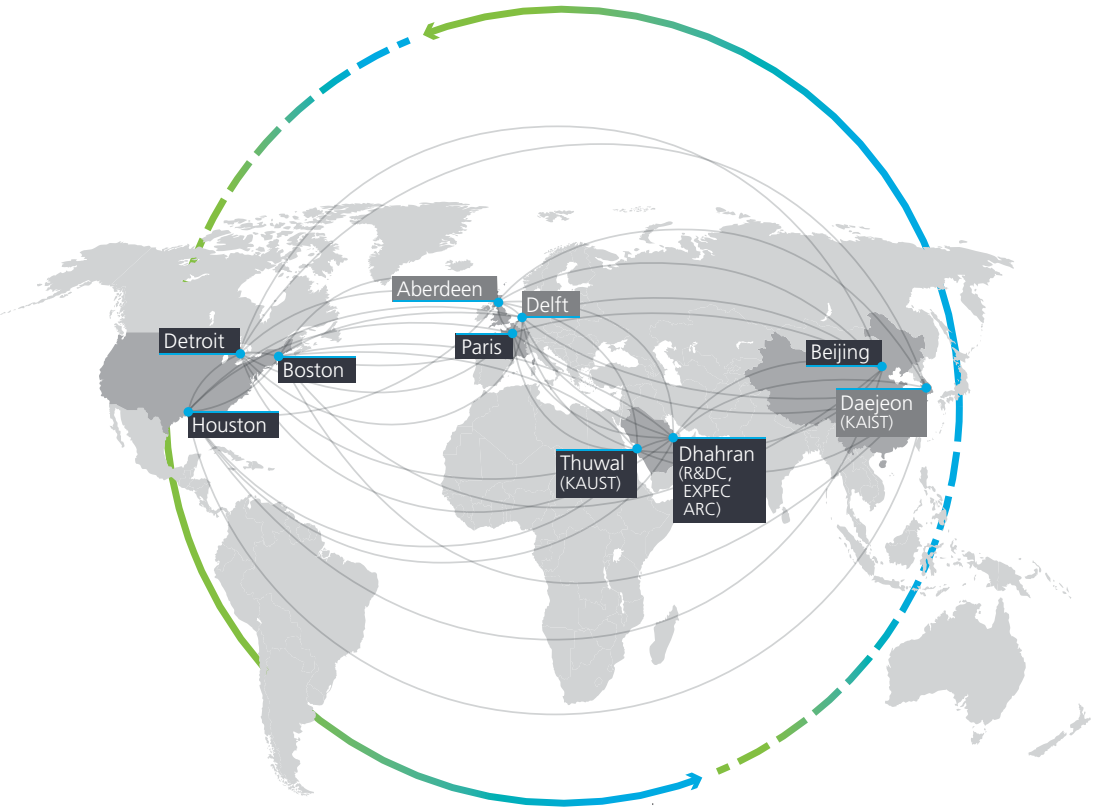 Aberdeen
Delft
Detroit
Paris
Boston
Beijing
Daejeon
(KAIST)
Houston
Thuwal
(KAUST)
Dhahran
(R&DC,
EXPEC
ARC)